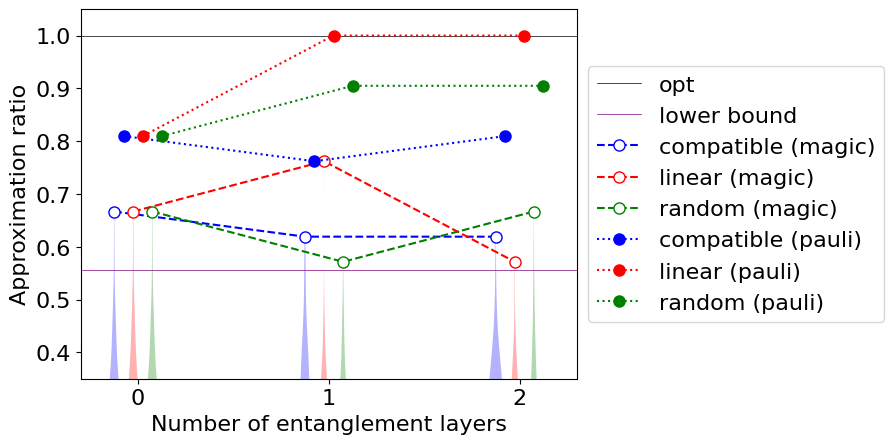 Approximation ratio
1.0
0.9
0.8
0.7
0.6
0.5
0.4
0
1
2
Number of entanglement layers
opt
lower bound
compatible (magic)
linear (magic)
random (magic)
compatible (pauli)
linear (pauli)
random (pauli)